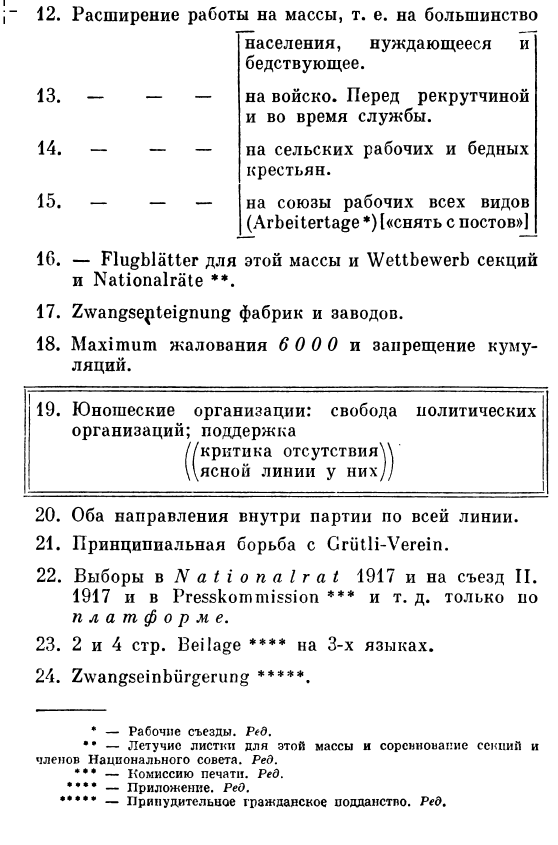 12. Расширение работы на массы, т. е. на большинство
населения, нуждающееся и
бедствующее.
13. — — — на войско. Перед рекрутчиной
и во время службы.
14. — — — на сельских рабочих и бедных
крестьян.
15. — — — на союзы рабочих всех видов
(Arbeitertage *) [«снять с постов»]
16. — Flugblätter для этой массы и Wettbewerb секций
и Nationalräte **.
17. Zwangsenteignung фабрик и заводов.
18. Maximum жалования 6000 и запрещение куму-
ляций.
19. Юношеские организации: свобода политических
организаций; поддержка
((критика отсутствия))
((ясной линии у них))
20. Оба направления внутри партии по всей линии.
21. Принципиальная борьба с Grütli-Verein.
22. Выборы в Nationalrat 1917 и на съезд II.
1917 и в Presskommission *** и т. д. только по
платформе.
23. 2 и 4 стр. Beilage **** на 3-х языках.
24. Zwangseinbürgerung *****.
* — Рабочие съезды. Ред.
** — Летучие листки для этой массы и соревнование секций и
членов Национального совета. Ред.
*** — Комиссию печати. Ред.
**** — Приложение. Ред.
***** — Принудительное гражданское подданство. Ред.